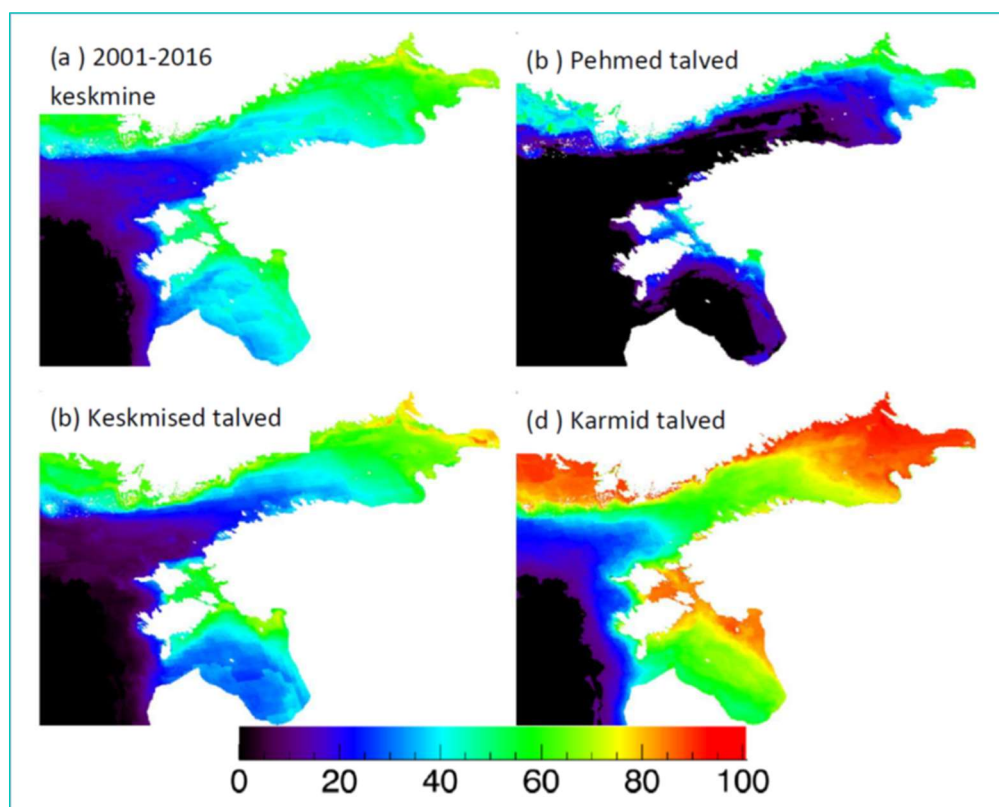 (a ) 2001-2016
keskmine
(b ) Pehmed talved
(b) Keskmised talved
(d ) Karmid talved
0 20 40 60 80 100